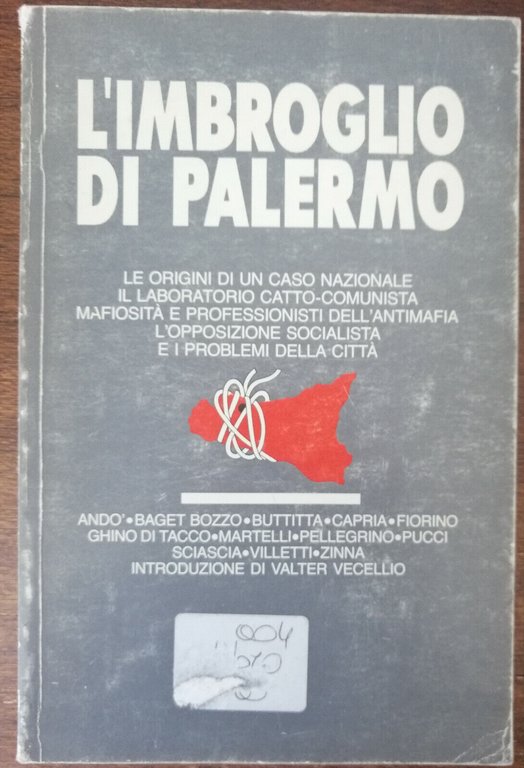 L'IMBROGLIO
DI PALERMO
LE ORIGINI DI UN CASO NAZIONALE
IL LABORATORIO CATTO-COMUNISTA
MAFIOSITÀ E PROFESSIONISTI DELL'ANTIMAFIA
L'OPPOSIZIONE SOCIALISTA
E I PROBLEMI DELLA CITTÀ
ANDO'•BAGET BOZZO•BUTTITTA•CAPRIA•FIORINO
GHINO DI TACCO•MARTELLI•PELLEGRINO•PUCCI
SCIASCIA•VILLETTI•ZINNA
INTRODUZIONE DI VALTER VECELLIO